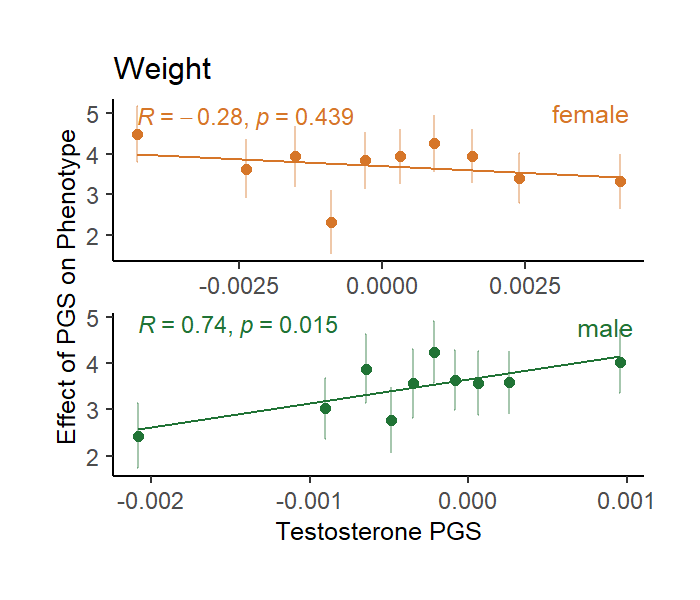 Weight
Effect of PGS on Phenotype
R = −0.28, p = 0.439
female
5
4
3
2
-0.0025 0.0000 0.0025
R = 0.74, p = 0.015
male
5
4
3
2
-0.002 -0.001 0.000 0.001
Testosterone PGS